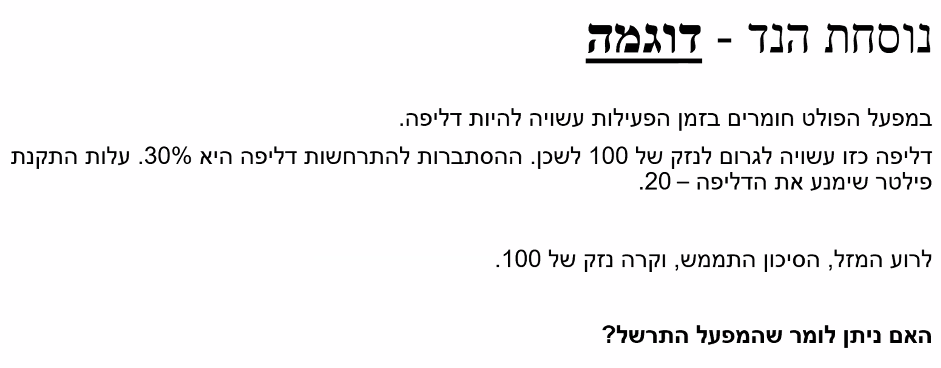 נוסחת הנד - דוגמה
במפעל הפולט חומרים בזמן הפעילות עשויה להיות דליפה.
דליפה כזו עשויה לגרום לנזק של 100 לשכן. ההסתברות להתרחשות דליפה היא 30%. עלות התקנת
פילטר שימנע את הדליפה – 20.
לרוע המזל, הסיכון התממש, וקרה נזק של 100.
האם ניתן לומר שהמפעל התרשל?